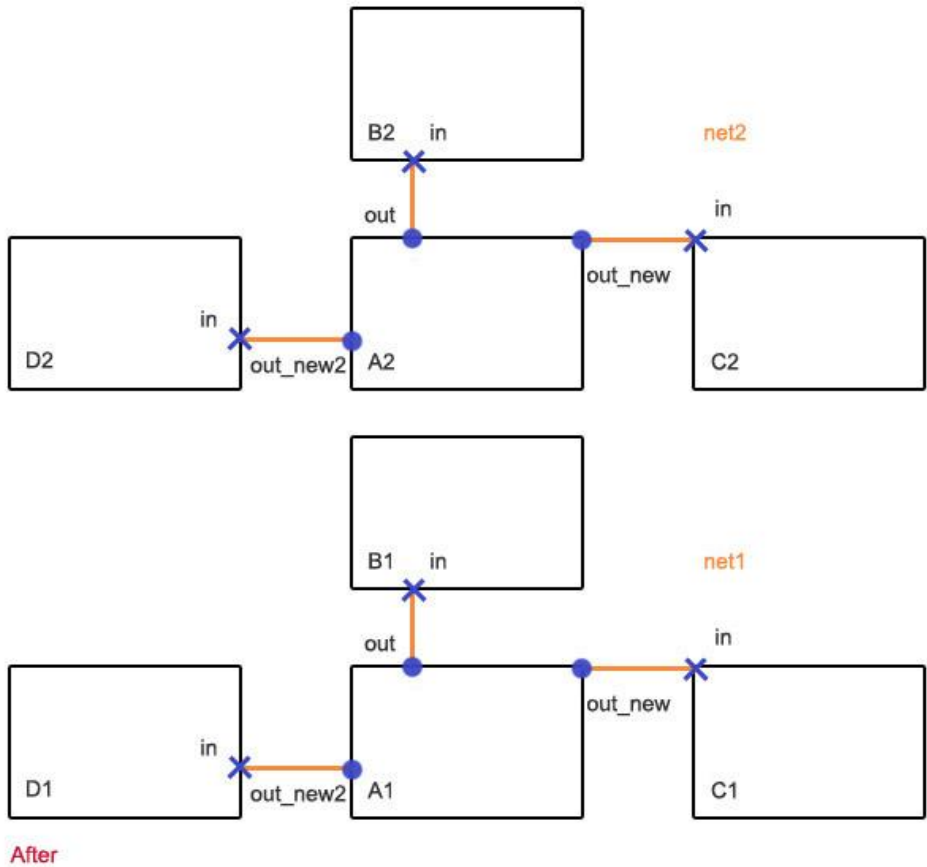 B2 in
net2
out
in
out_new
in
D2
out_new2
A2
C2
B1 in
net1
out
in
out_new
in
D1
out_new2
A1
C1
After